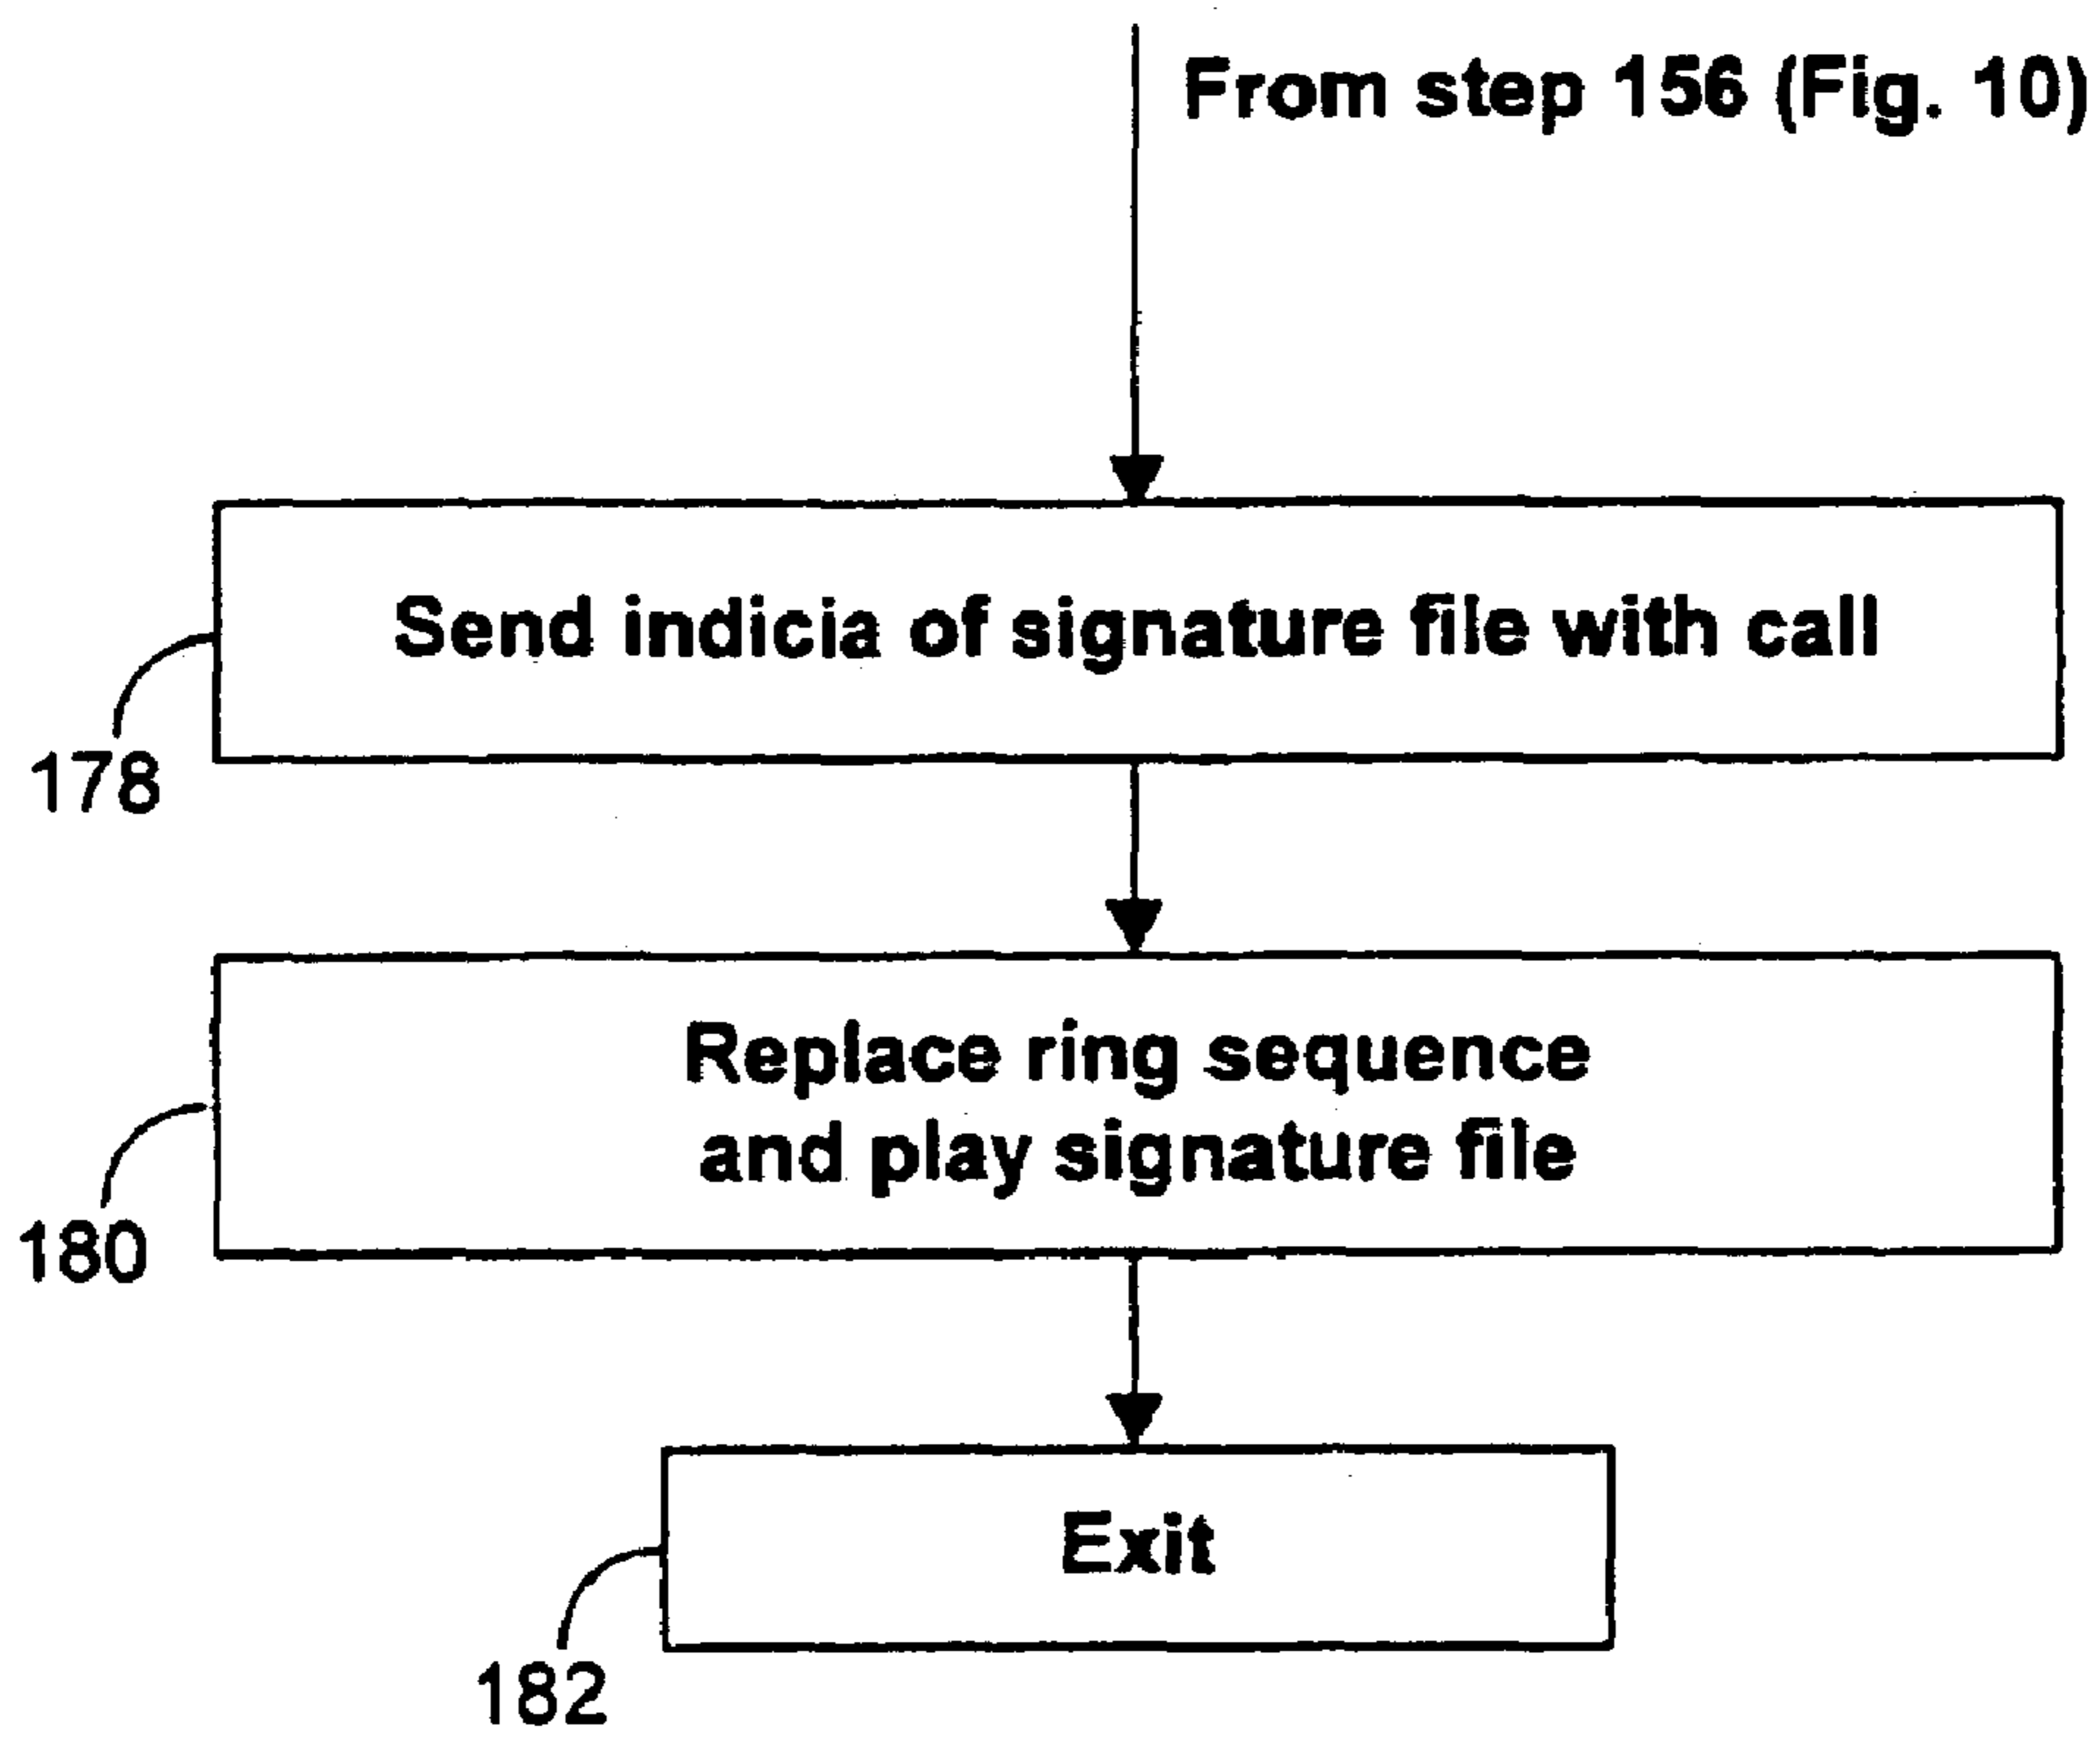 From step 156 (Fig. 10)
Send indicia of signature file with call
178
Replace ring sequence
and play signature file
180
Exit
182